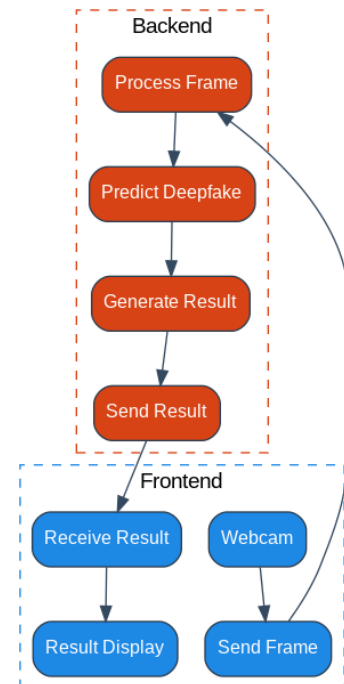 Backend
Process Frame
Predict Deepfake
Generate Result
Send Result
Frontend
Receive Result
Webcam
Result Display
Send Frame